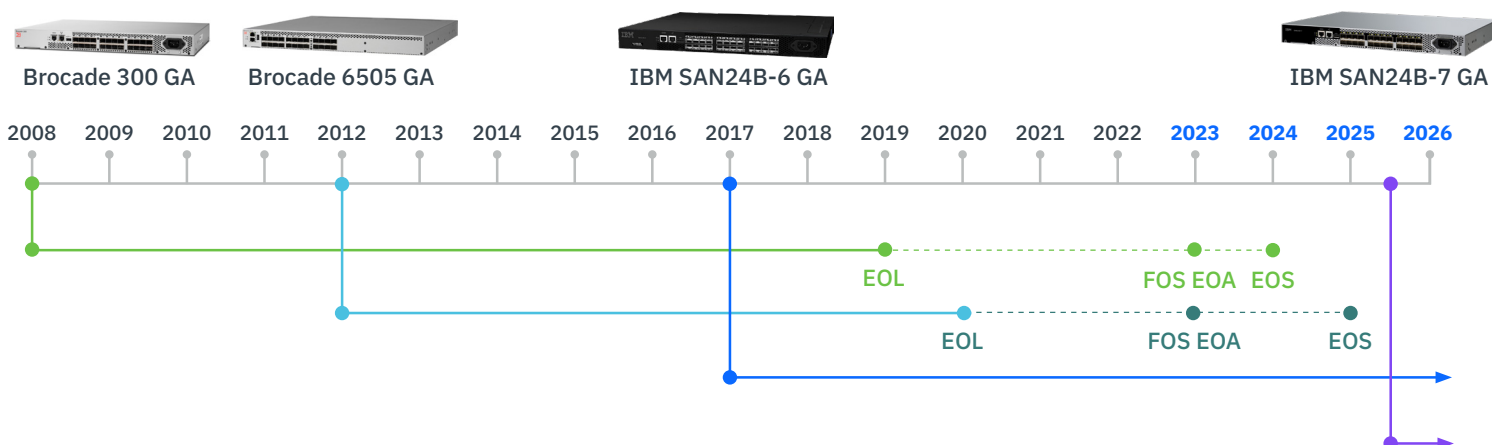 Brocade 300 GA Brocade 6505 GA IBM SAN24B-6 GA IBM SAN24B-7 GA
2008 2009 2010 2011 2012 2013 2014 2015 2016 2017 2018 2019 2020 2021 2022 2023 2024 2025 2026
EOL FOS EOA EOS
EOL FOS EOA EOS